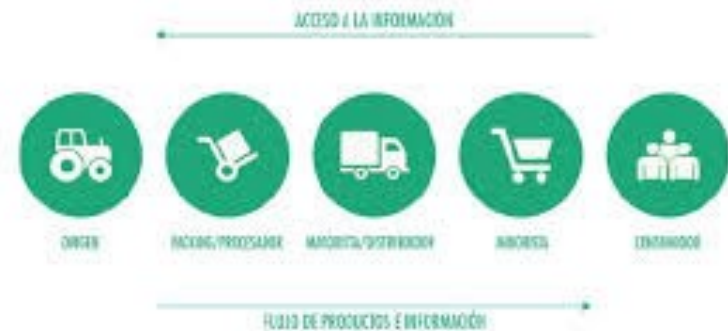 ACCESO A LA INFORMACIÓN
ORIGEN
PACKING/PROCESADOR
MAYORISTA/DISTRIBUIDOR
MINORISTA
CONSUMIDOR
FLUJO DE PRODUCTOS E INFORMACIÓN